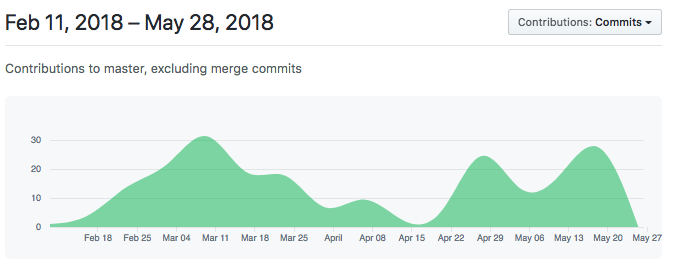 Feb 11, 2018 – May 28, 2018
Contributions: Commits
Contributions to master, excluding merge commits
30
20
10
0
Feb 18 Feb 25 Mar 04 Mar 11 Mar 18 Mar 25 April Apr 08 Apr 15 Apr 22 Apr 29 May 06 May 13 May 20 May 27